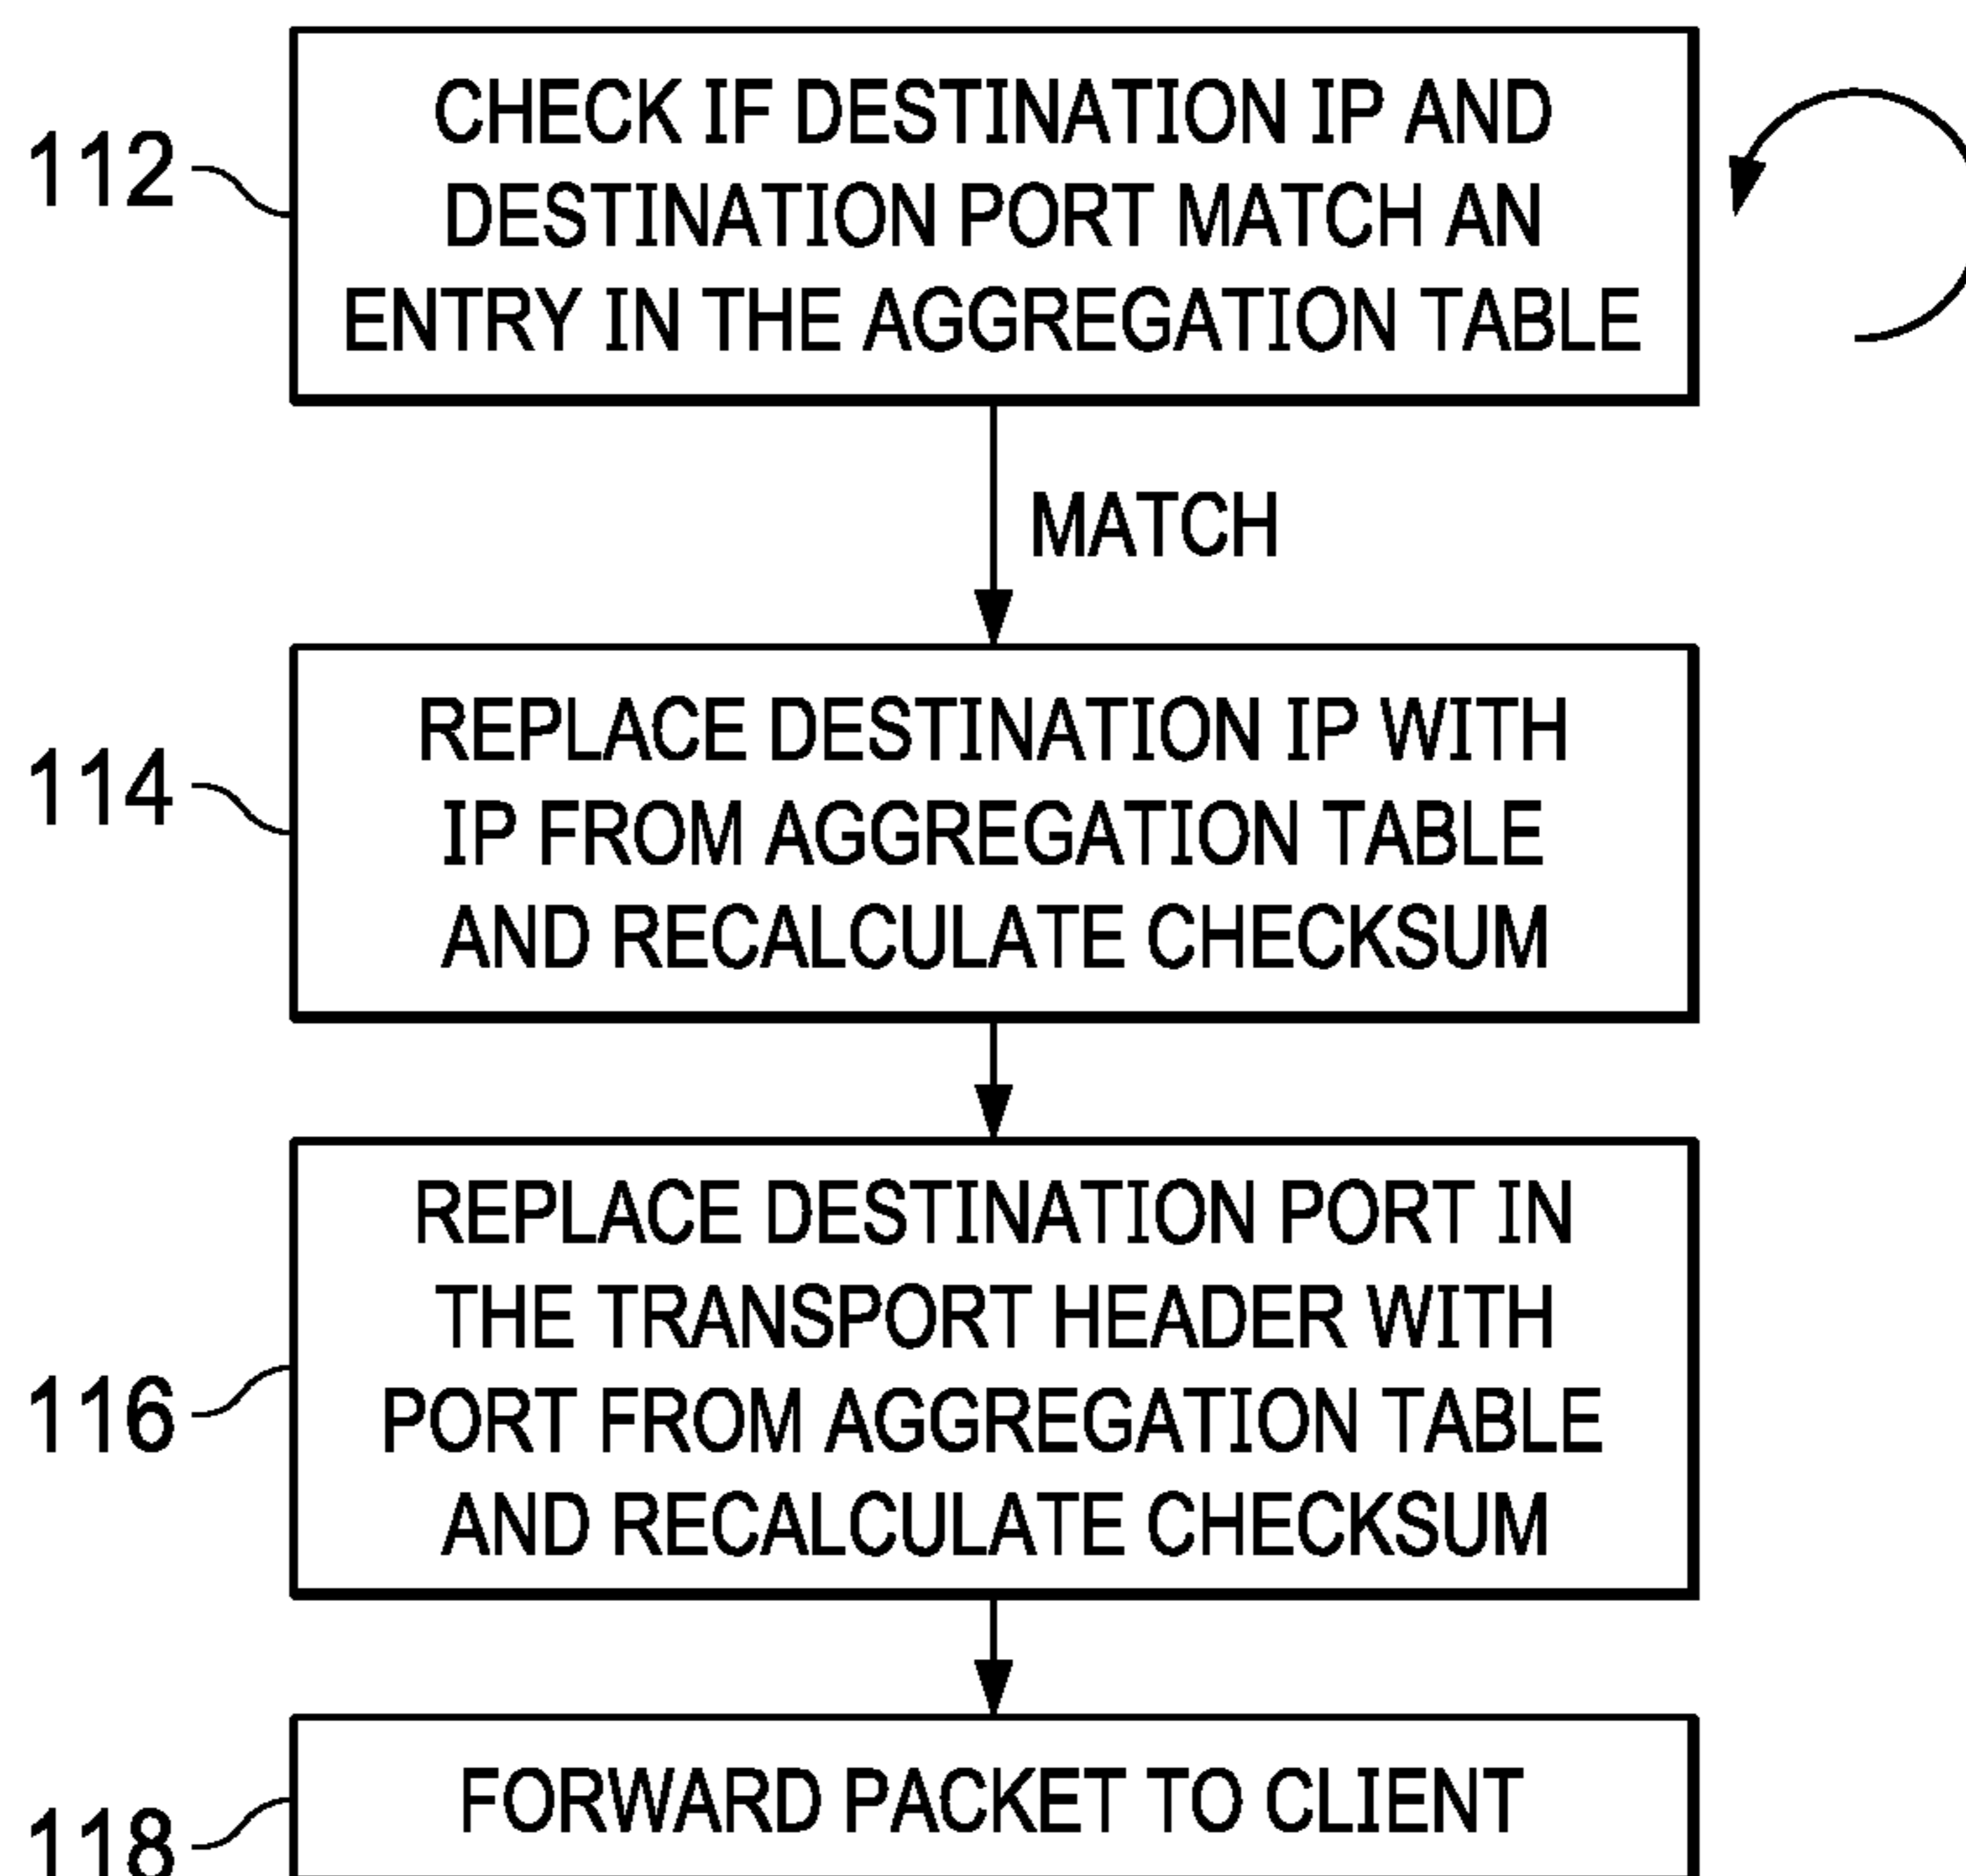 112
CHECK IF DESTINATION IP AND
DESTINATION PORT MATCH AN
ENTRY IN THE AGGREGATION TABLE
MATCH
114
REPLACE DESTINATION IP WITH
IP FROM AGGREGATION TABLE
AND RECALCULATE CHECKSUM
116
REPLACE DESTINATION PORT IN
THE TRANSPORT HEADER WITH
PORT FROM AGGREGATION TABLE
AND RECALCULATE CHECKSUM
118
FORWARD PACKET TO CLIENT